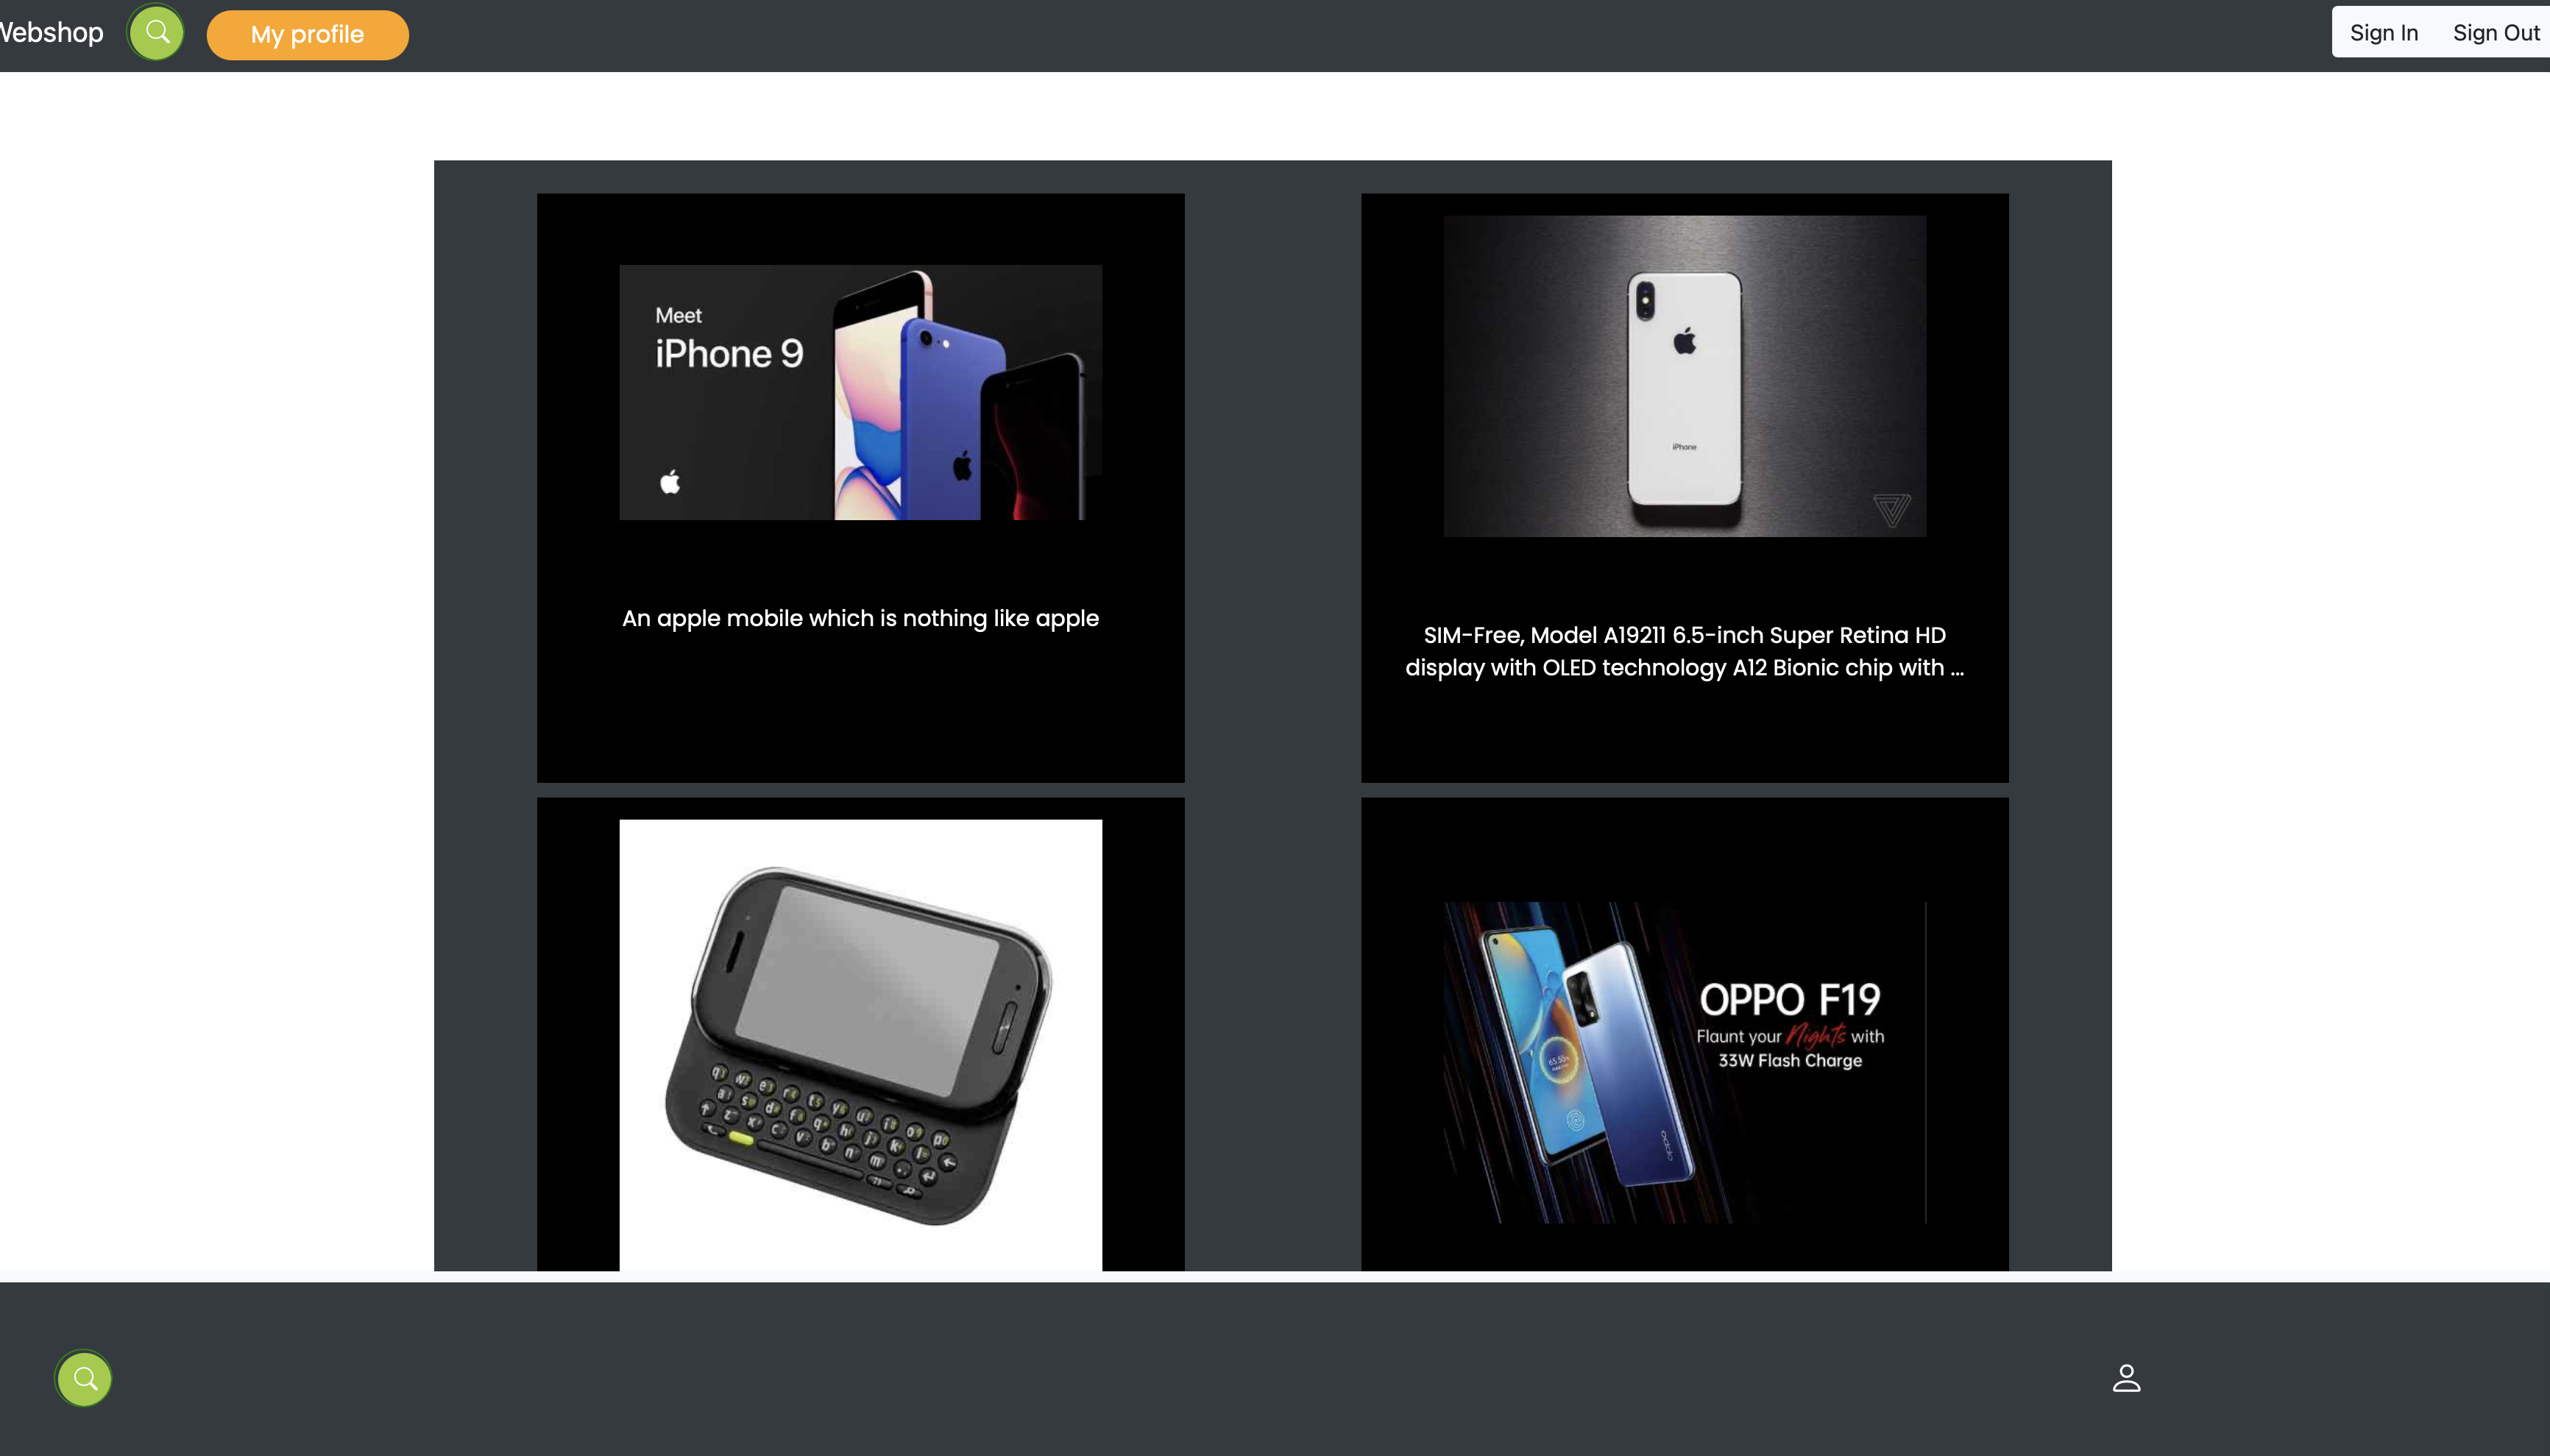 Webshop
My profile
Sign In
Sign Out
Meet
iPhone 9
iPhone
An apple mobile which is nothing like apple
SIM-Free, Model A19211 6.5-inch Super Retina HD
display with OLED technology A12 Bionic chip with ...
OPPO F19
Flaunt your Nights with
33W Flash Charge
oppo